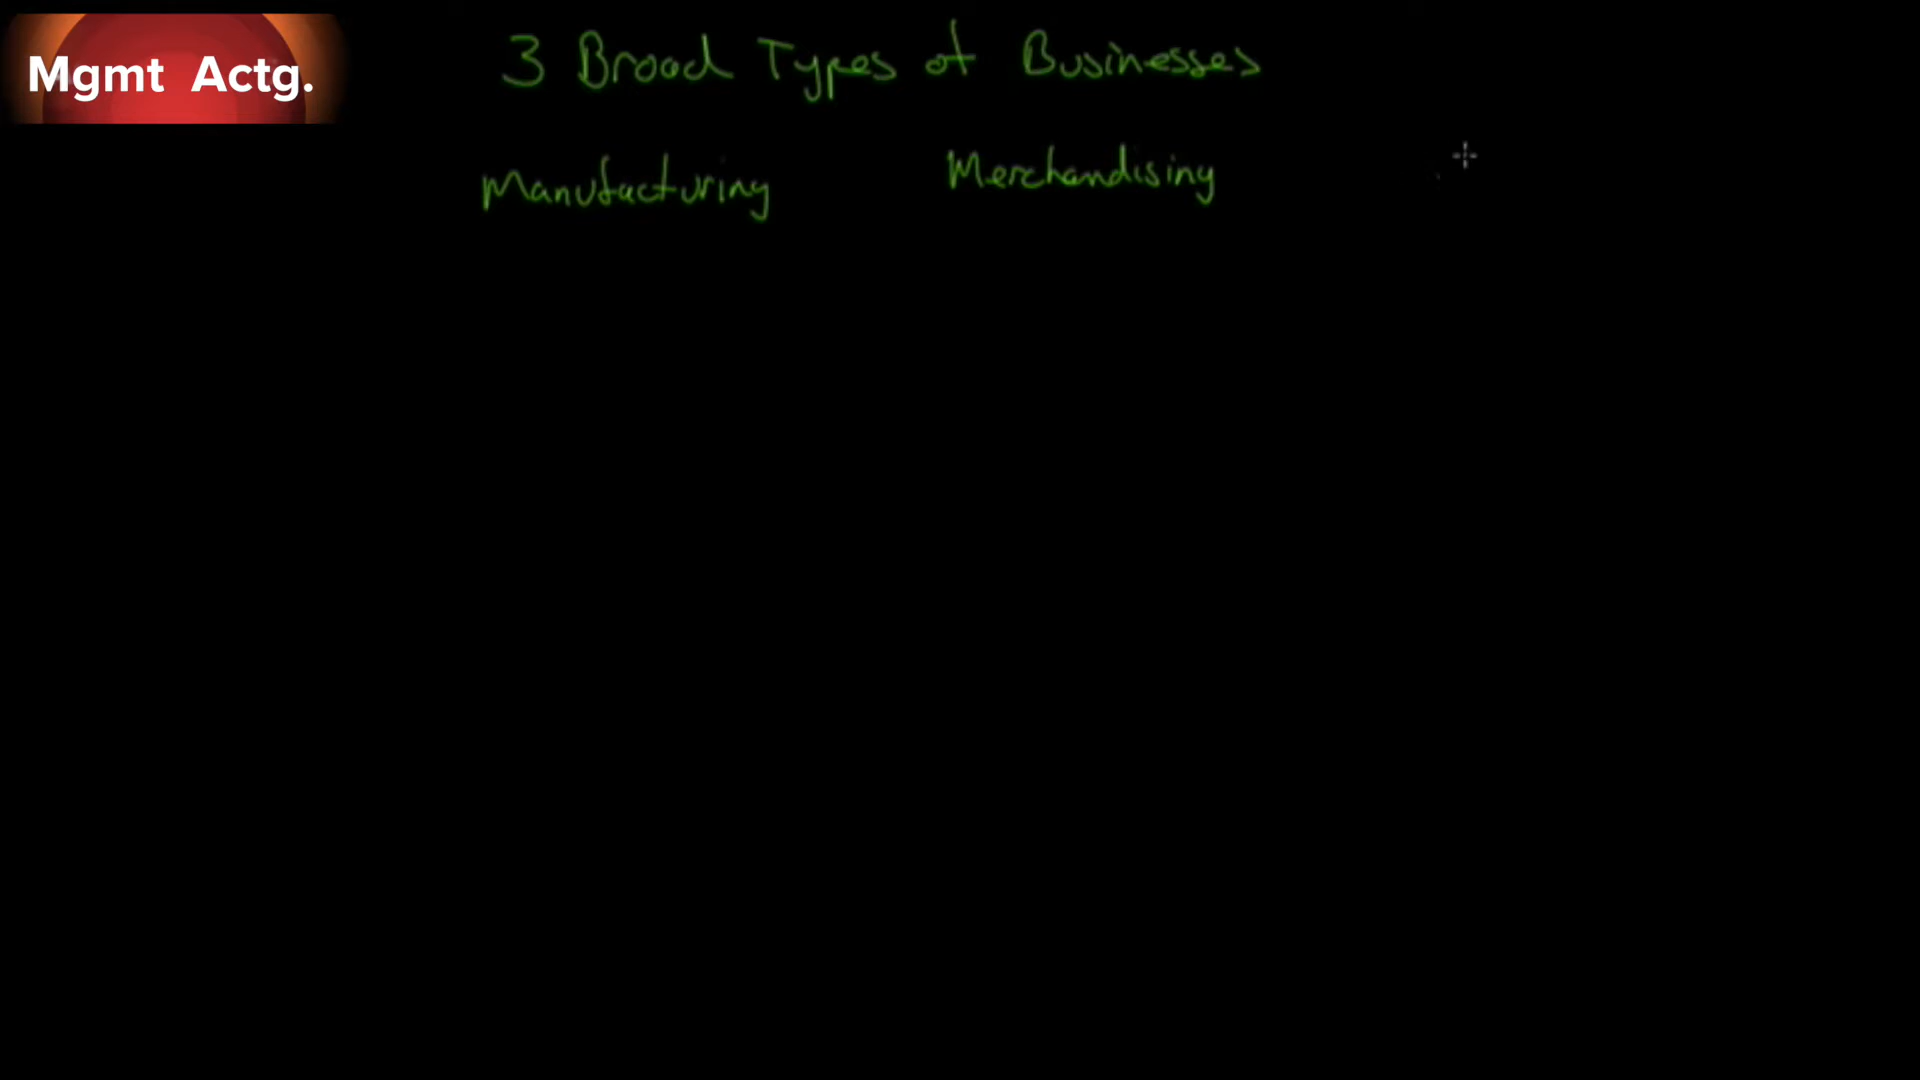 Mgmt Actg.
3 Broad Types of Businesses
Manufacturing Merchandising